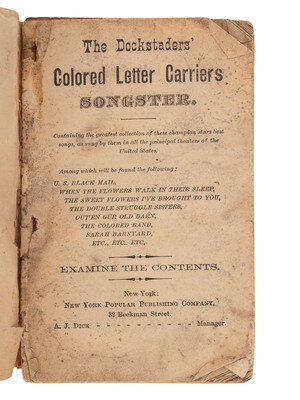 The Dockstaders'
Colored Letter Carriers
SONGSTER.
Containing the greatest collection of these champion stars best
songs, as sung by them in all the principal theaters of the
United States.
Among which will be found the following:
U. S. BLACK MAIL,
WHEN THE FLOWERS WALK IN THEIR SLEEP,
THE SWEET FLOWERS I'VE BROUGHT TO YOU,
THE DOUBLE STRUGGLE SISTERS,
OUT'EN OUR OLD BARN,
THE COLORED BAND,
SARAH BARNYARD,
ETC., ETC., ETC,
EXAMINE THE CONTENTS.
New York:
NEW YORK POPULAR PUBLISHING COMPANY,
32 Beekman Street.
A. J. DICK - - - - - - - - - - - Manager.